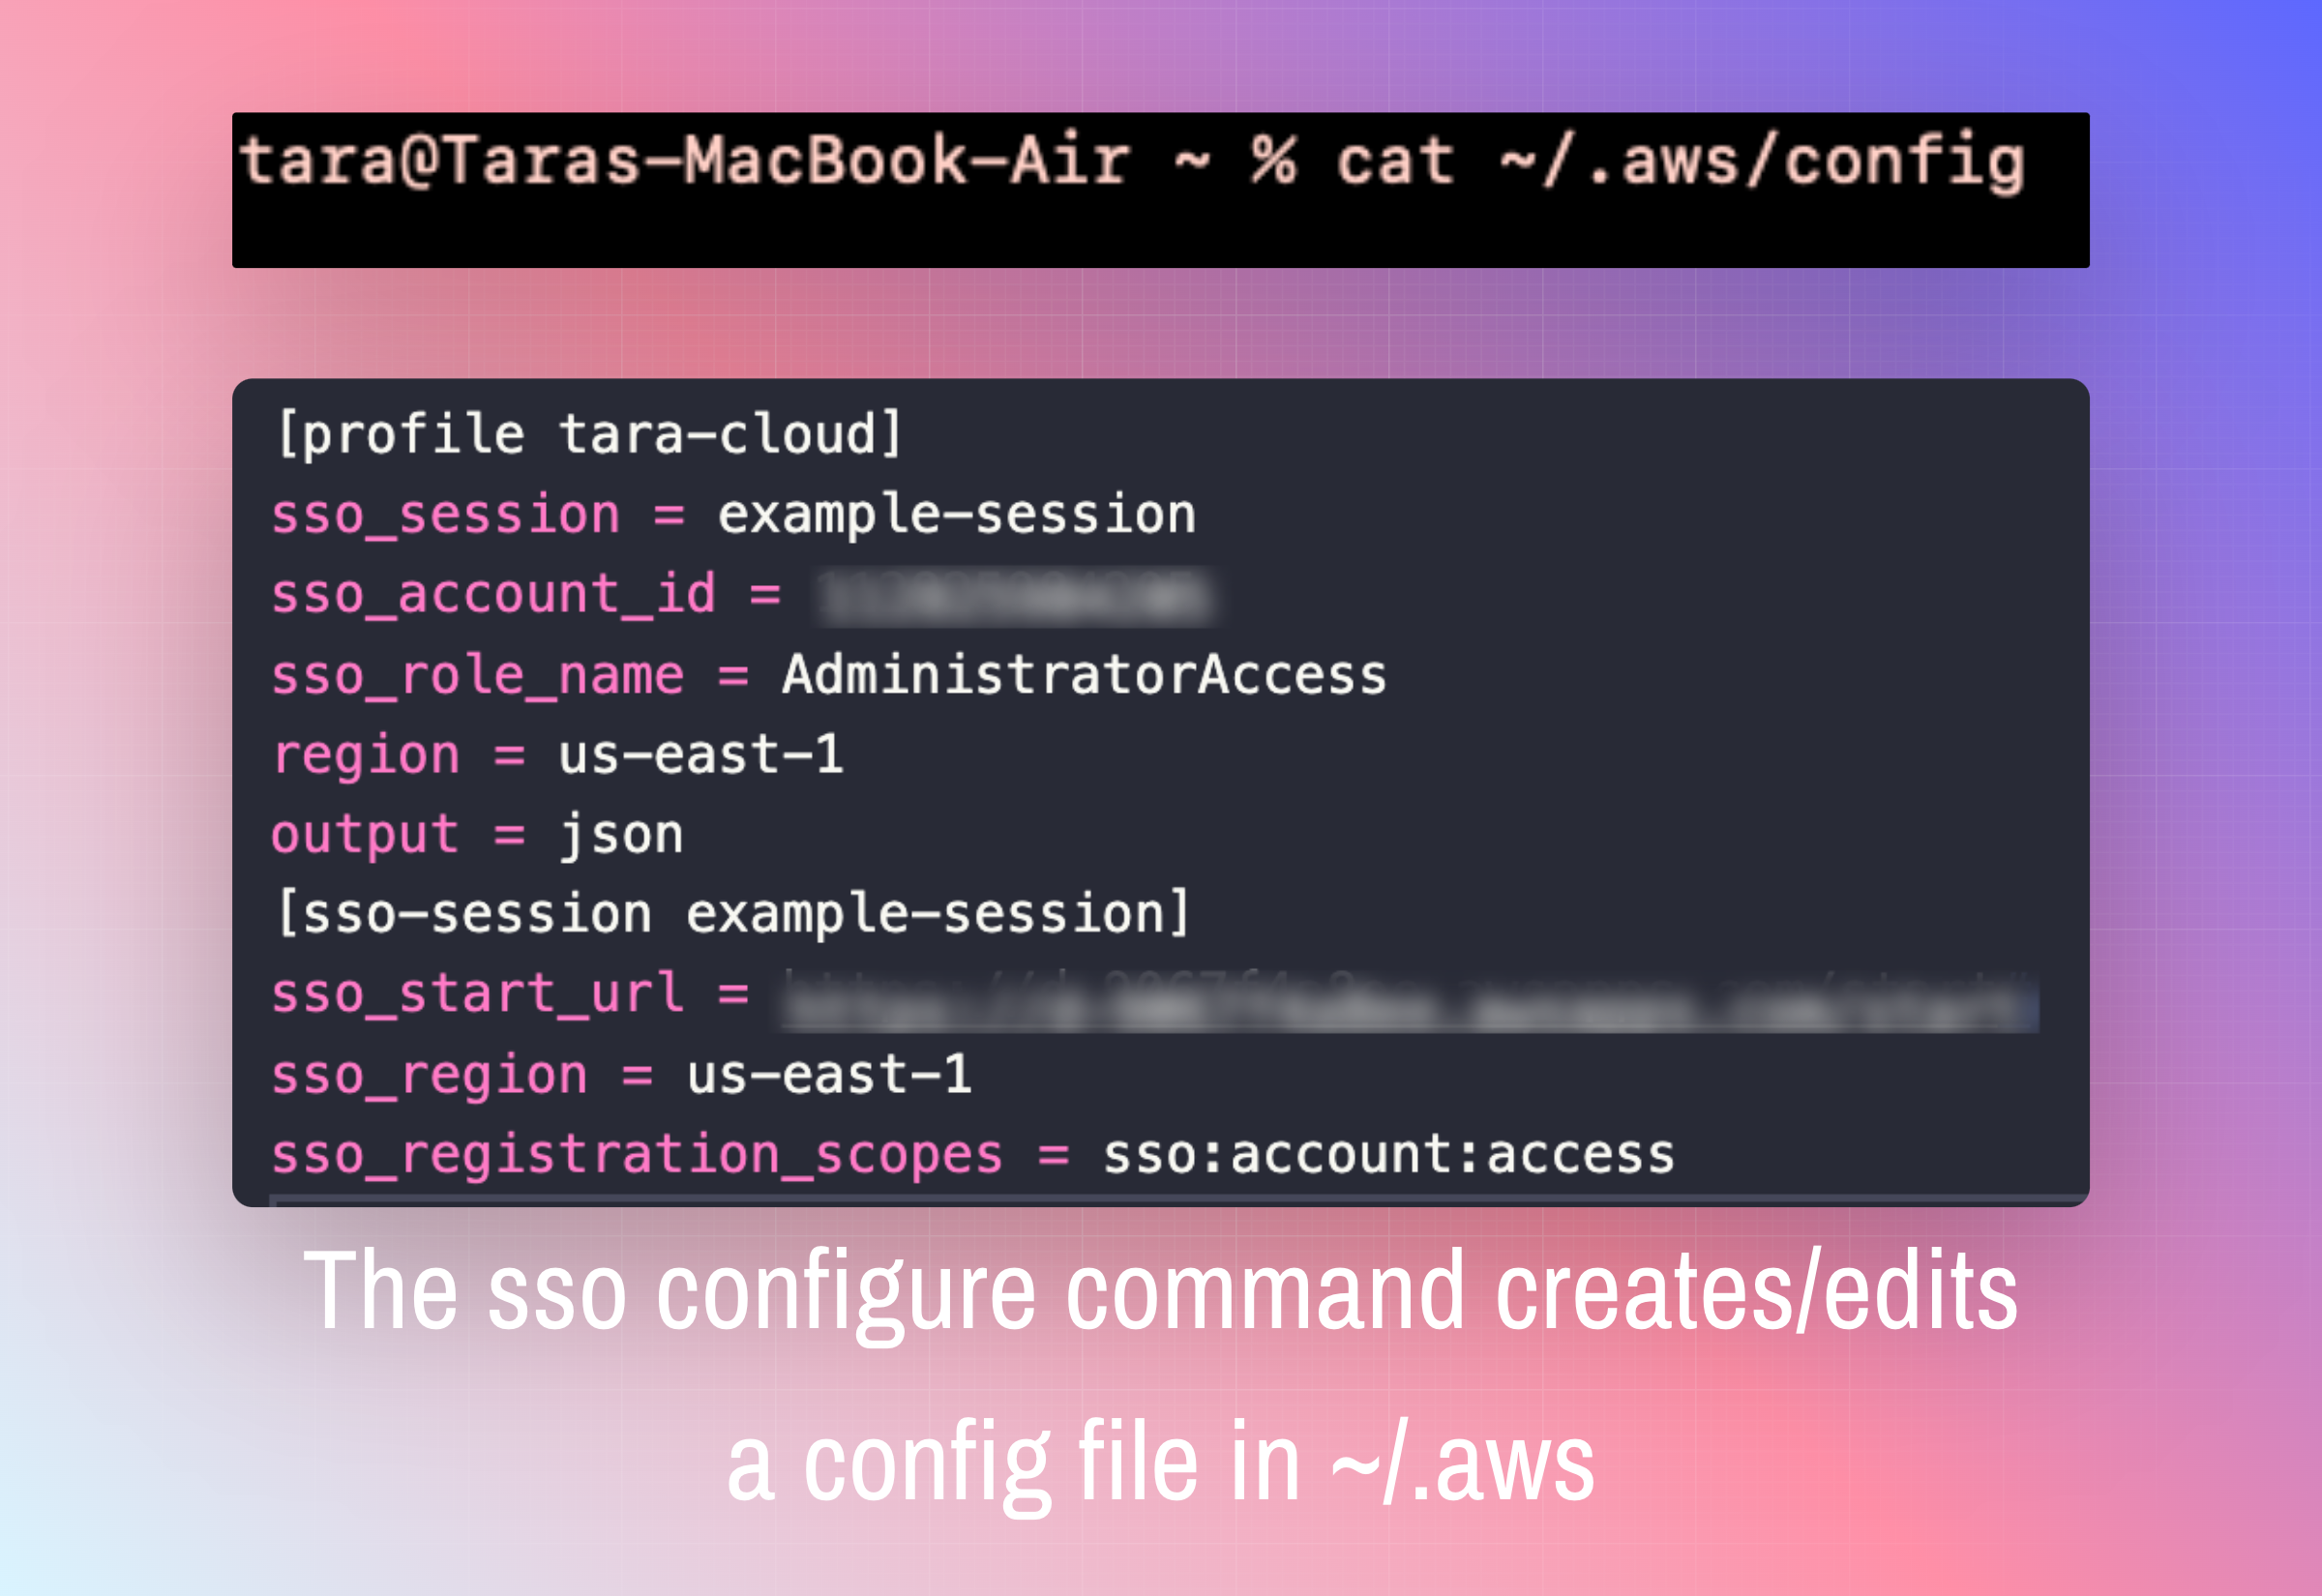 tara@Taras-MacBook-Air ~ % cat ~/.aws/config
[profile tara-cloud]
sso_session = example-session
sso_account_id =
sso_role_name = AdministratorAccess
region = us-east-1
output = json
[sso-session example-session]
sso_start_url =
sso_region = us-east-1
sso_registration_scopes = sso:account:access
The sso configure command creates/edits
a config file in ~/.aws